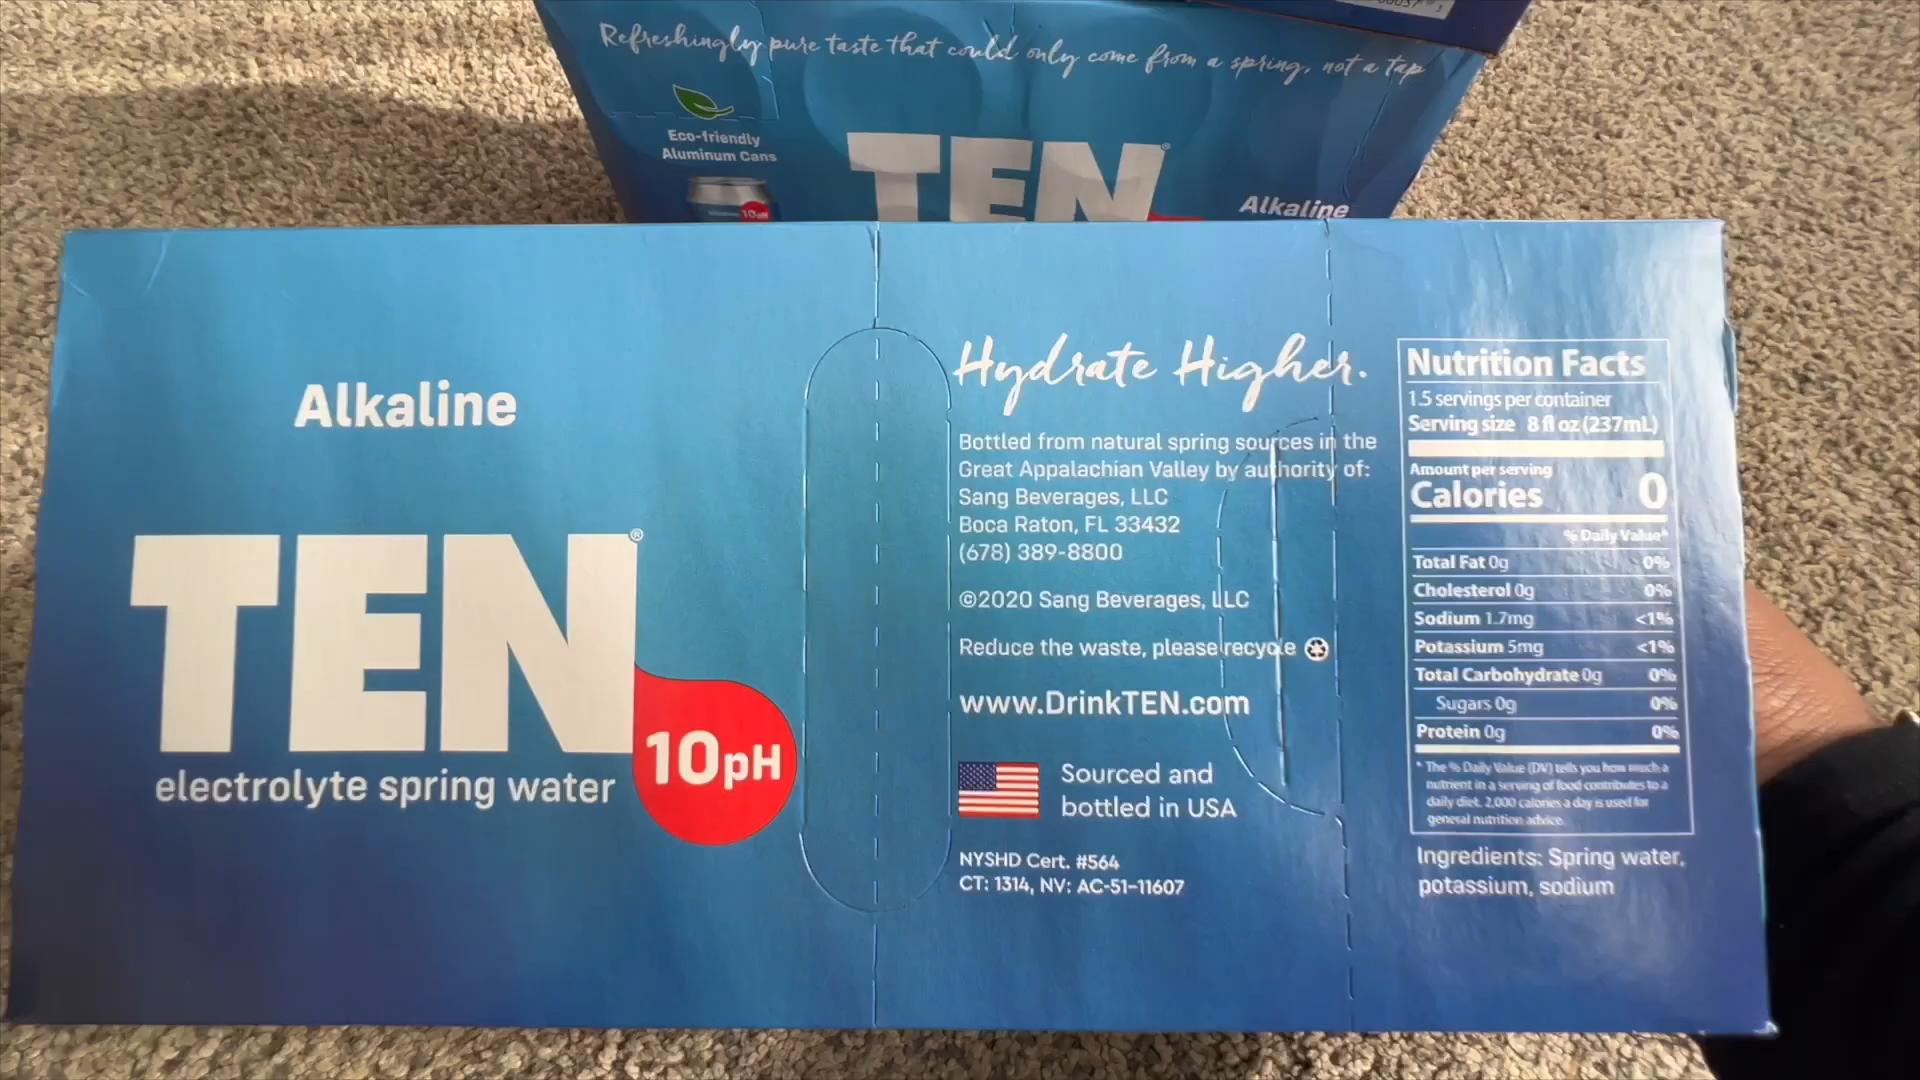 Refreshingly pure taste that could only come from a spring, not a tap
Eco-friendly
Aluminum Cans
10pH
TEN®
Alkaline
Alkaline
TEN®
electrolyte spring water
10pH
Hydrate Higher.
Bottled from natural spring sources in the
Great Appalachian Valley by authority of:
Sang Beverages, LLC
Boca Raton, FL 33432
(678) 389-8800
©2020 Sang Beverages, LLC
Reduce the waste, please recycle
www.DrinkTEN.com
Sourced and
bottled in USA
NYSHD Cert. #564
CT: 1314, NV: AC-51-11607
Nutrition Facts
1.5 servings per container
Serving size 8 fl oz (237mL)
Amount per serving
Calories 0
% Daily Value*
Total Fat 0g 0%
Cholesterol 0g 0%
Sodium 1.7mg <1%
Potassium 5mg <1%
Total Carbohydrate 0g 0%
Sugars 0g 0%
Protein 0g 0%
* The % Daily Value (DV) tells you how much a
nutrient in a serving of food contributes to a
daily diet. 2,000 calories a day is used for
general nutrition advice.
Ingredients: Spring water,
potassium, sodium